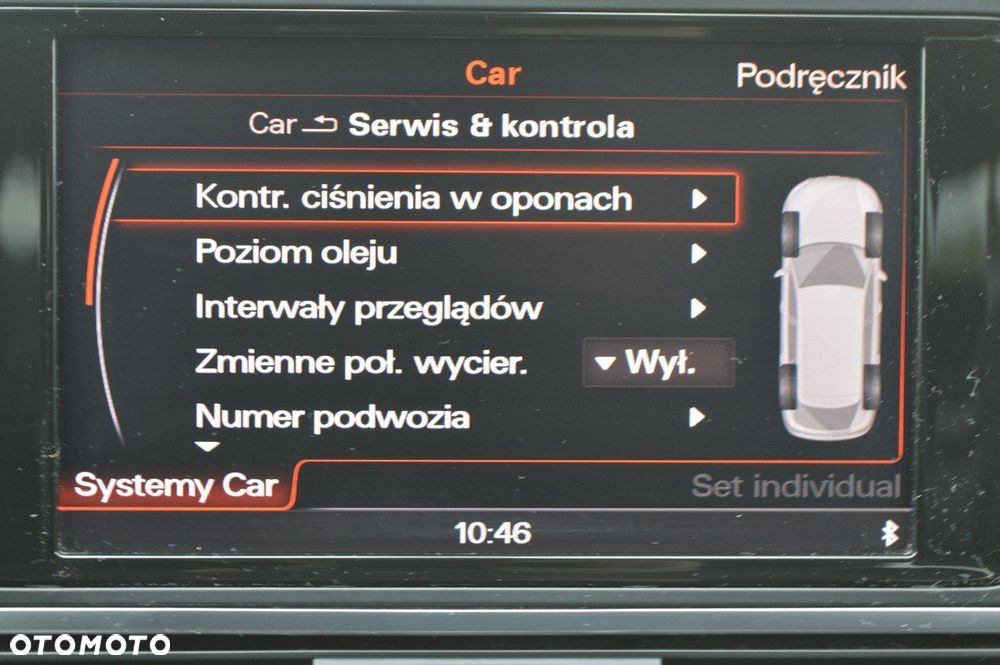 Car
Podręcznik
Car Serwis & kontrola
Kontr. ciśnienia w oponach
Poziom oleju
Interwały przeglądów
Zmienne poł. wycier. Wył.
Numer podwozia
Systemy Car
Set individual
10:46
OTOMOTO